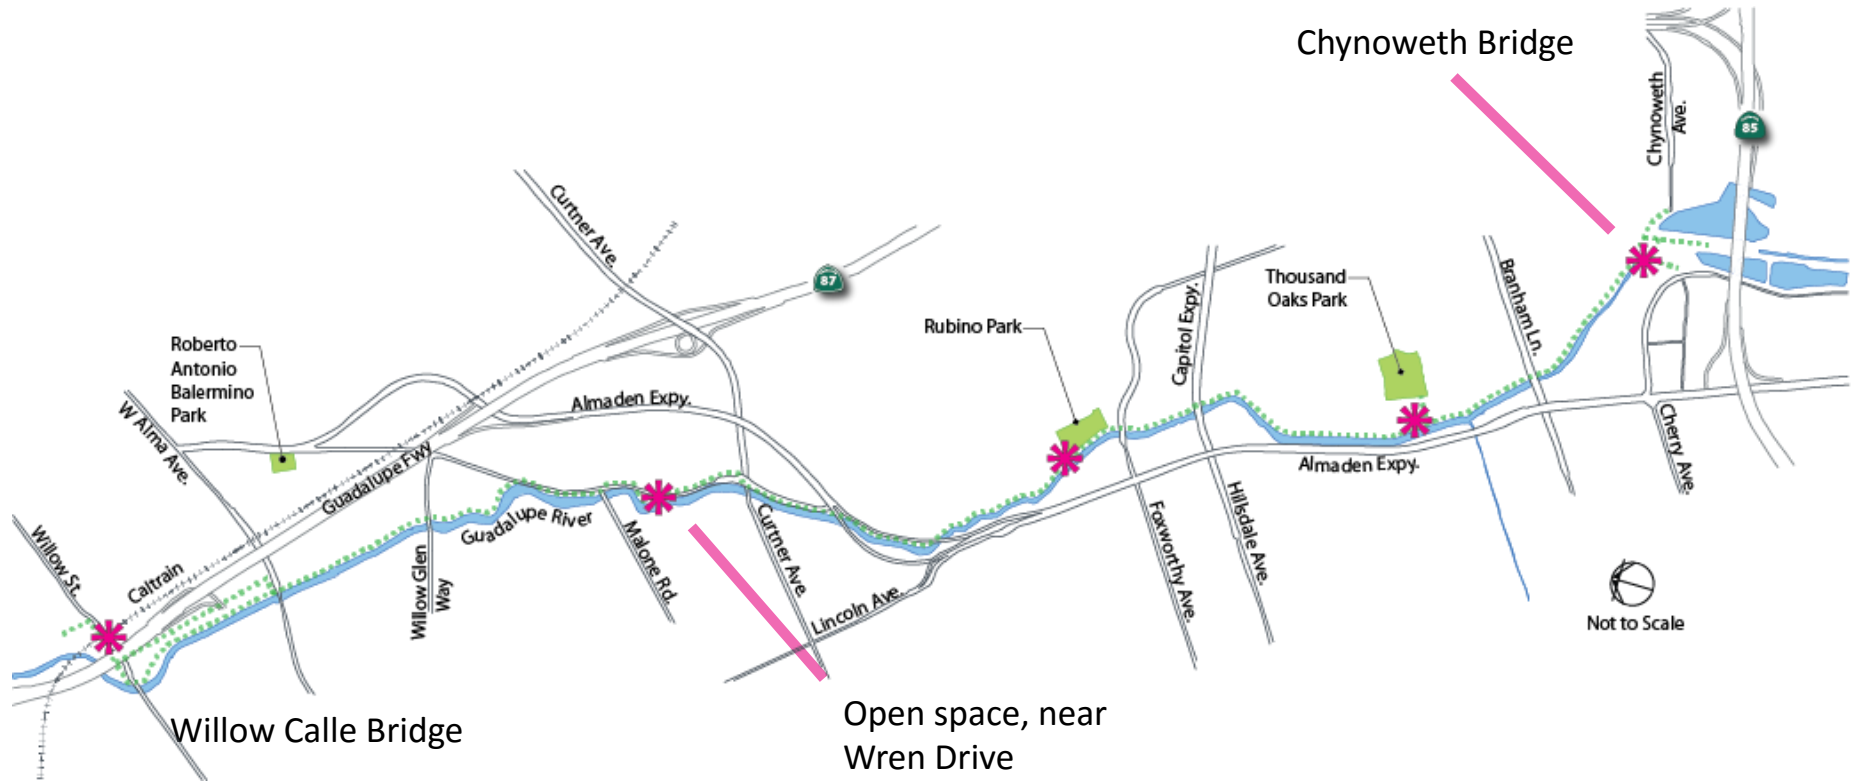 Chynoweth Bridge
Chynoweth
Ave.
85
Curtner Ave.
87
Thousand
Oaks Park
Branham Ln.
Capitol Expy.
Rubino Park
Roberto
Antonio
Balermino
Park
W Alma Ave.
Almaden Expy.
Guadalupe Fwy
Almaden Expy.
Cherry Ave.
Guadalupe River
Willow St.
Caltrain
Willow Glen
Way
Malone Rd.
Curtner Ave.
Lincoln Ave.
Foxworthy Ave.
Hillsdale Ave.
Not to Scale
Willow Calle Bridge
Open space, near
Wren Drive